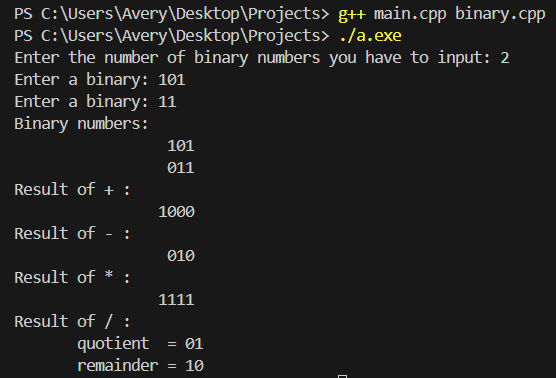 PS C:\Users\Avery\Desktop\Projects> g++ main.cpp binary.cpp
PS C:\Users\Avery\Desktop\Projects> ./a.exe
Enter the number of binary numbers you have to input: 2
Enter a binary: 101
Enter a binary: 11
Binary numbers:
101
011
Result of + :
1000
Result of - :
010
Result of * :
1111
Result of / :
quotient  = 01
remainder = 10